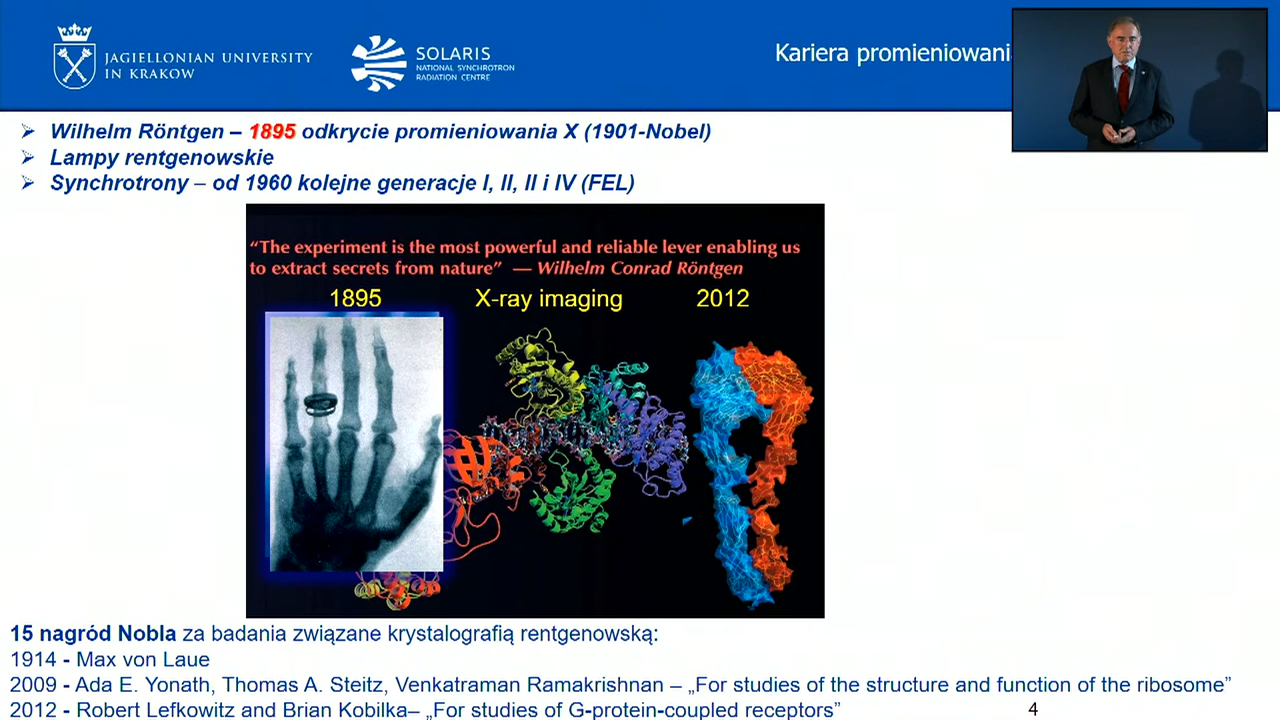 JAGIELLONIAN UNIVERSITY
IN KRAKOW
SOLARIS
NATIONAL SYNCHROTRON
RADIATION CENTRE
Kariera promieniowania
Wilhelm Röntgen – 1895 odkrycie promieniowania X (1901-Nobel)
Lampy rentgenowskie
Synchrotrony – od 1960 kolejne generacje I, II, II i IV (FEL)
“The experiment is the most powerful and reliable lever enabling us
to extract secrets from nature” — Wilhelm Conrad Röntgen
1895 X-ray imaging 2012
15 nagród Nobla za badania związane krystalografią rentgenowską:
1914 - Max von Laue
2009 - Ada E. Yonath, Thomas A. Steitz, Venkatraman Ramakrishnan – „For studies of the structure and function of the ribosome”
2012 - Robert Lefkowitz and Brian Kobilka– „For studies of G-protein-coupled receptors”
4